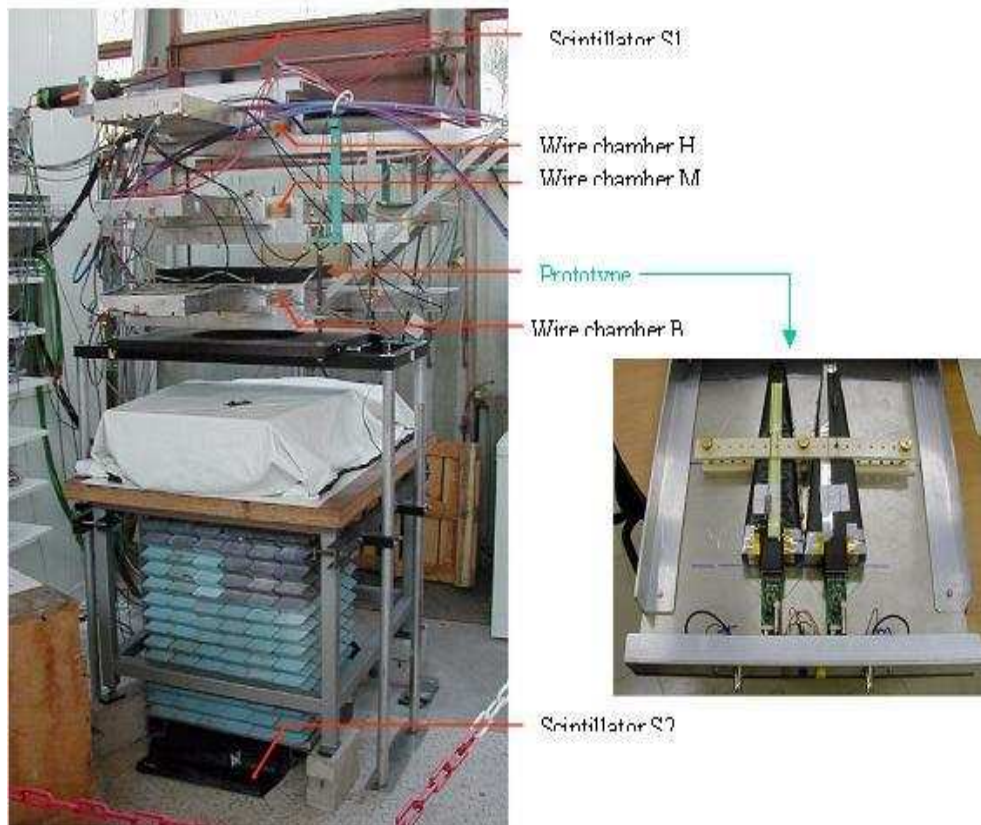 Scintillator S1
Wire chamber H
Wire chamber M
Prototype
Wire chamber B
Scintillator S2